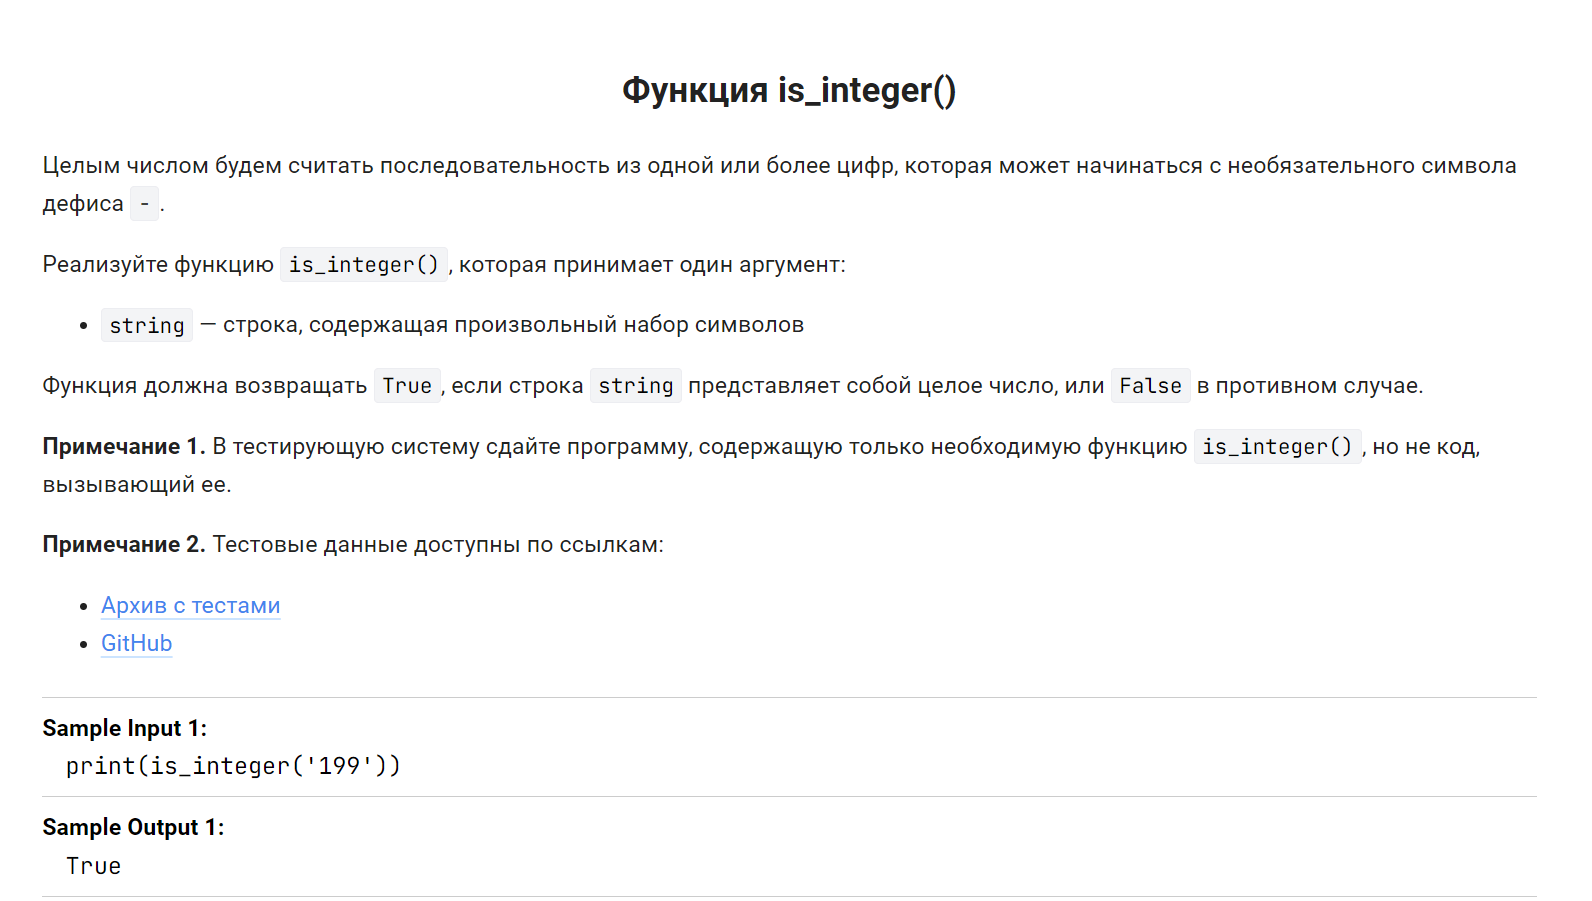 Функция is_integer()
Целым числом будем считать последовательность из одной или более цифр, которая может начинаться с необязательного символа
дефиса - .
Реализуйте функцию is_integer() , которая принимает один аргумент:
• string — строка, содержащая произвольный набор символов
Функция должна возвращать True , если строка string представляет собой целое число, или False в противном случае.
Примечание 1. В тестирующую систему сдайте программу, содержащую только необходимую функцию is_integer() , но не код,
вызывающий ее.
Примечание 2. Тестовые данные доступны по ссылкам:
• Архив с тестами
• GitHub
Sample Input 1:
print(is_integer('199'))
Sample Output 1:
True